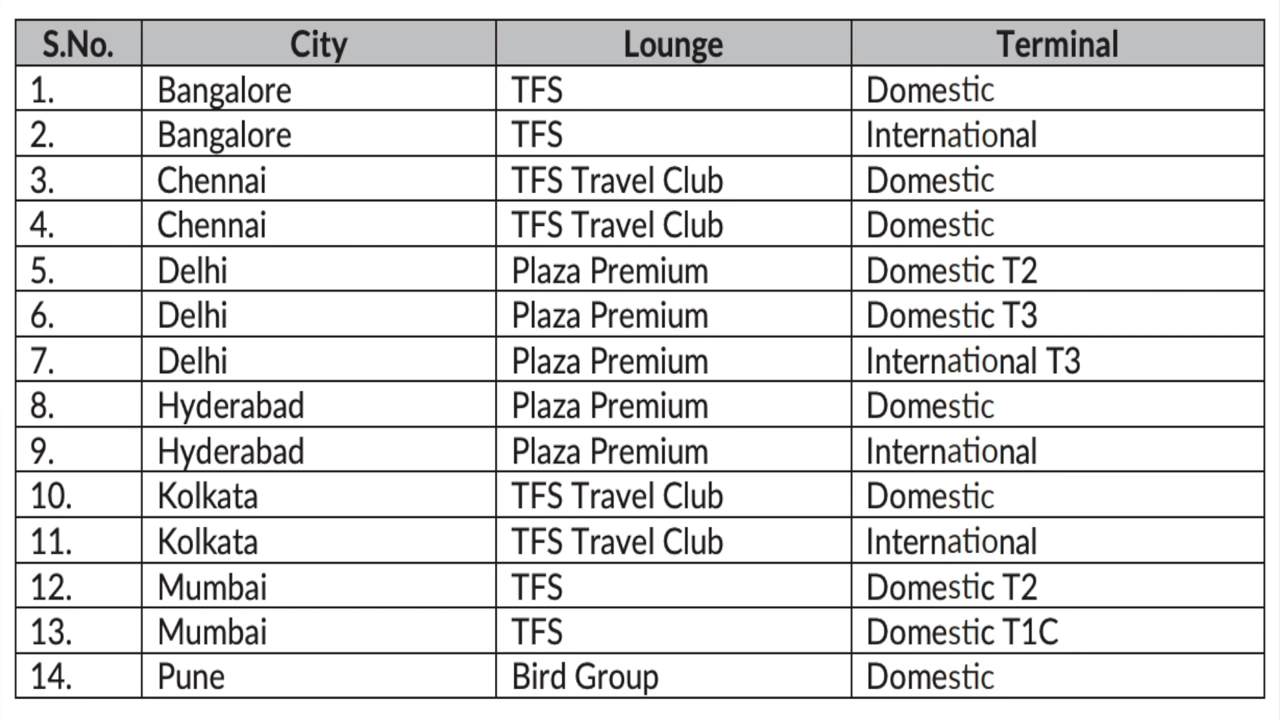 S.No. City Lounge Terminal
1. Bangalore TFS Domestic
2. Bangalore TFS International
3. Chennai TFS Travel Club Domestic
4. Chennai TFS Travel Club Domestic
5. Delhi Plaza Premium Domestic T2
6. Delhi Plaza Premium Domestic T3
7. Delhi Plaza Premium International T3
8. Hyderabad Plaza Premium Domestic
9. Hyderabad Plaza Premium International
10. Kolkata TFS Travel Club Domestic
11. Kolkata TFS Travel Club International
12. Mumbai TFS Domestic T2
13. Mumbai TFS Domestic T1C
14. Pune Bird Group Domestic